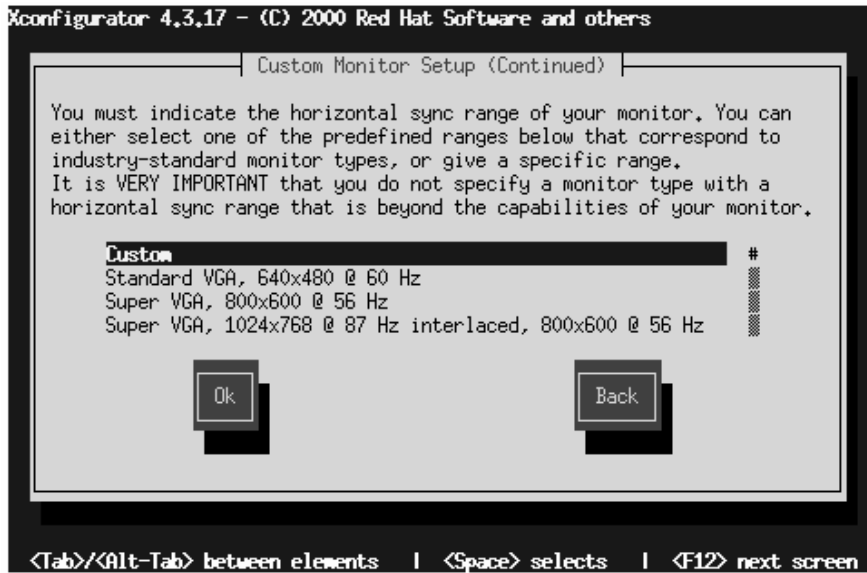 Xconfigurator 4.3.17 - (C) 2000 Red Hat Software and others
Custom Monitor Setup (Continued)
You must indicate the horizontal sync range of your monitor. You can
either select one of the predefined ranges below that correspond to
industry-standard monitor types, or give a specific range.
It is VERY IMPORTANT that you do not specify a monitor type with a
horizontal sync range that is beyond the capabilities of your monitor.
Custom #
Standard VGA, 640x480 @ 60 Hz
Super VGA, 800x600 @ 56 Hz
Super VGA, 1024x768 @ 87 Hz interlaced, 800x600 @ 56 Hz
Ok Back
<Tab>/<Alt-Tab> between elements | <Space> selects | <F12> next screen